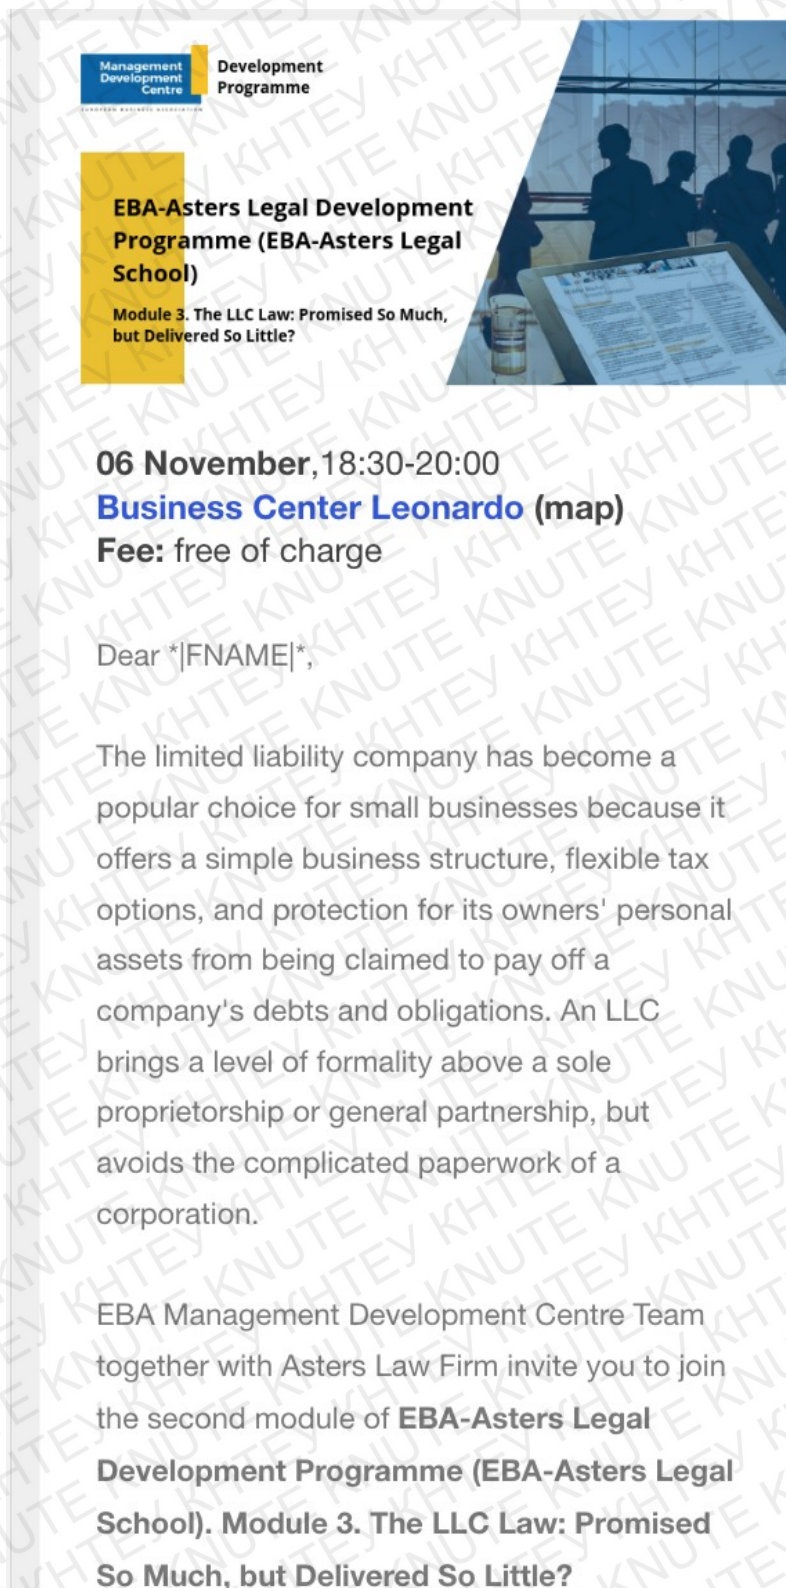 Management
Development
Centre
EUROPEAN BUSINESS ASSOCIATION
Development
Programme
EBA-Asters Legal Development
Programme (EBA-Asters Legal
School)
Module 3. The LLC Law: Promised So Much,
but Delivered So Little?
06 November,18:30-20:00
Business Center Leonardo (map)
Fee: free of charge
Dear *|FNAME|*,
The limited liability company has become a
popular choice for small businesses because it
offers a simple business structure, flexible tax
options, and protection for its owners' personal
assets from being claimed to pay off a
company's debts and obligations. An LLC
brings a level of formality above a sole
proprietorship or general partnership, but
avoids the complicated paperwork of a
corporation.
EBA Management Development Centre Team
together with Asters Law Firm invite you to join
the second module of EBA-Asters Legal
Development Programme (EBA-Asters Legal
School). Module 3. The LLC Law: Promised
So Much, but Delivered So Little?
КНТЕУ KNUTE